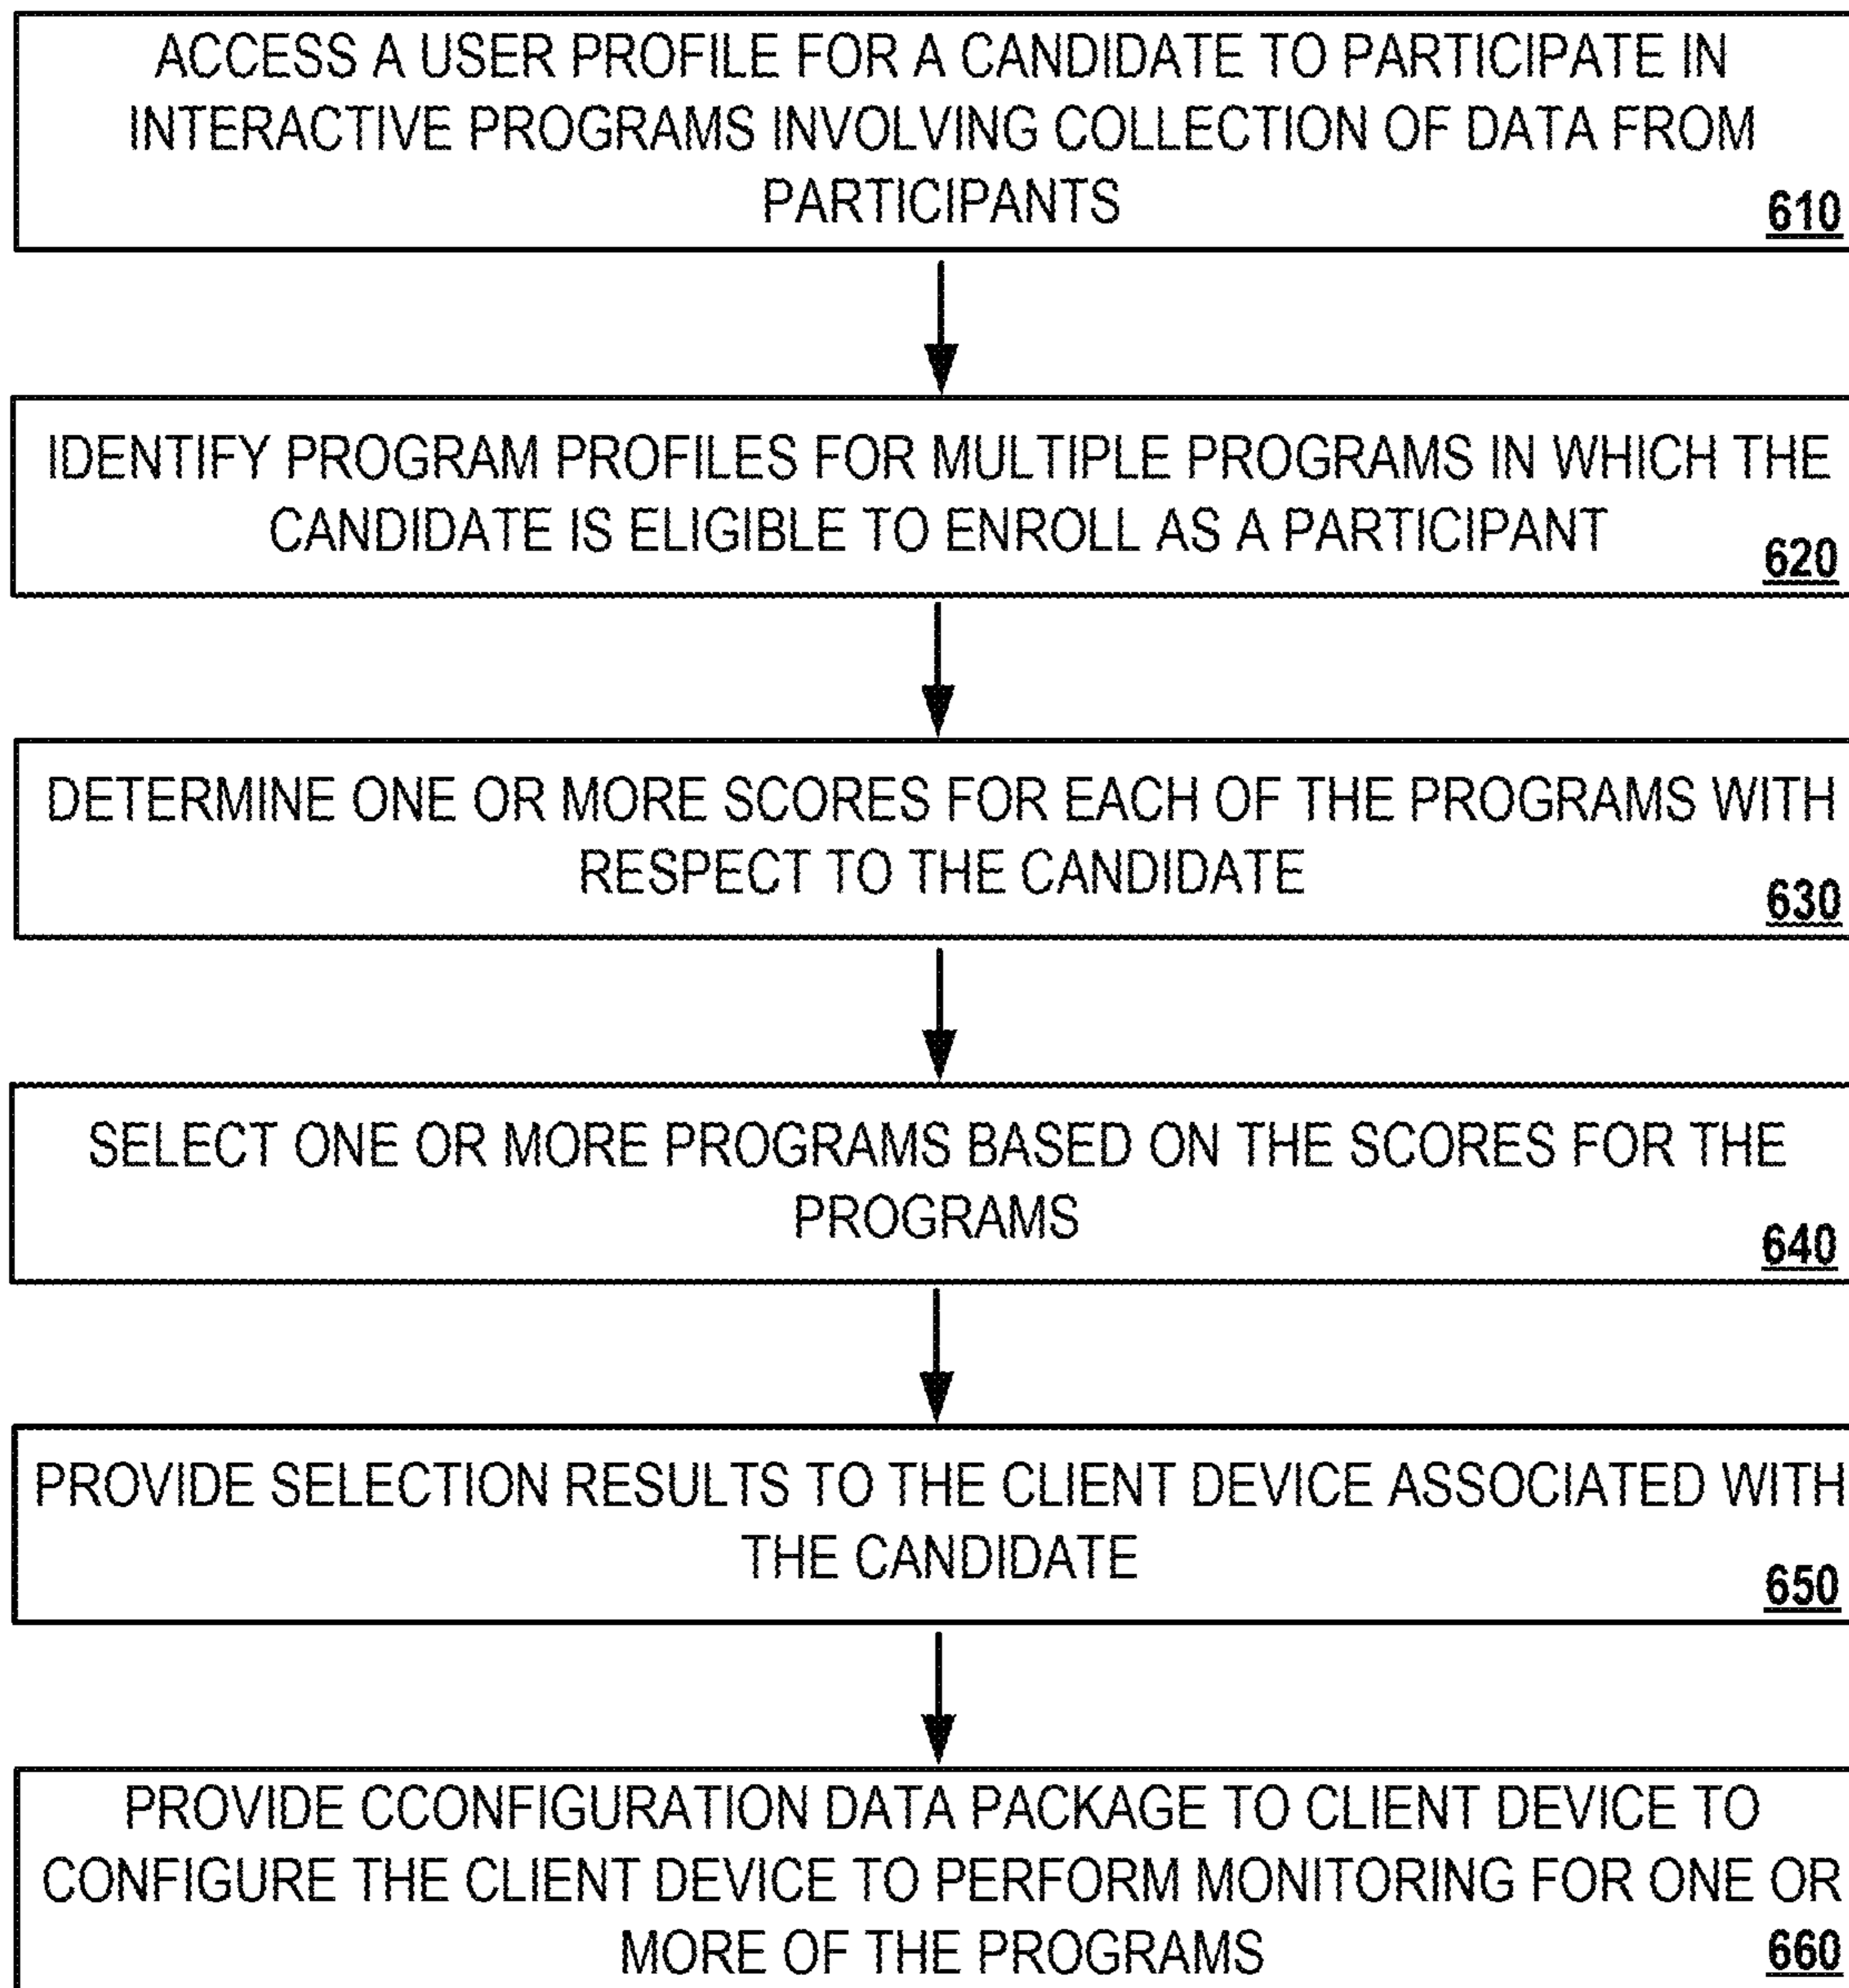 ACCESS A USER PROFILE FOR A CANDIDATE TO PARTICIPATE IN
INTERACTIVE PROGRAMS INVOLVING COLLECTION OF DATA FROM
PARTICIPANTS
610
IDENTIFY PROGRAM PROFILES FOR MULTIPLE PROGRAMS IN WHICH THE
CANDIDATE IS ELIGIBLE TO ENROLL AS A PARTICIPANT
620
DETERMINE ONE OR MORE SCORES FOR EACH OF THE PROGRAMS WITH
RESPECT TO THE CANDIDATE
630
SELECT ONE OR MORE PROGRAMS BASED ON THE SCORES FOR THE
PROGRAMS
640
PROVIDE SELECTION RESULTS TO THE CLIENT DEVICE ASSOCIATED WITH
THE CANDIDATE
650
PROVIDE CCONFIGURATION DATA PACKAGE TO CLIENT DEVICE TO
CONFIGURE THE CLIENT DEVICE TO PERFORM MONITORING FOR ONE OR
MORE OF THE PROGRAMS
660